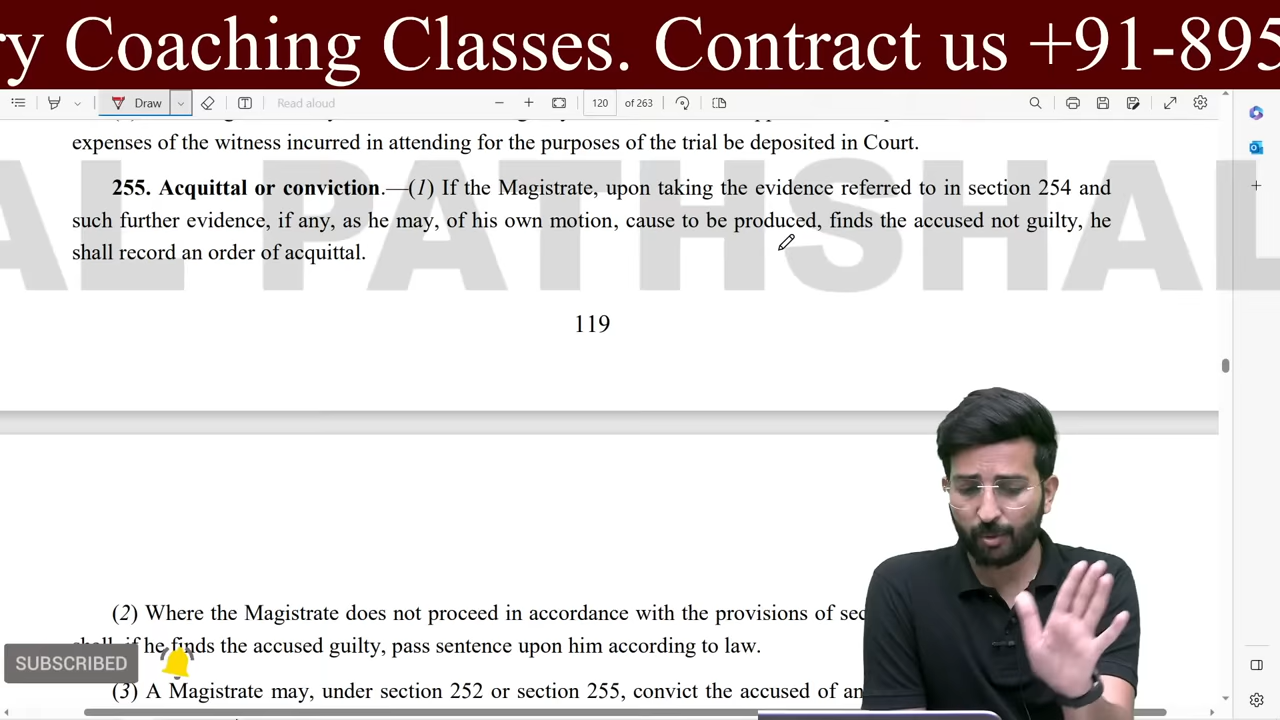 ry Coaching Classes. Contract us +91-895
Draw
Read aloud
120 of 263
expenses of the witness incurred in attending for the purposes of the trial be deposited in Court.
255. Acquittal or conviction.—(1) If the Magistrate, upon taking the evidence referred to in section 254 and
such further evidence, if any, as he may, of his own motion, cause to be produced, finds the accused not guilty, he
shall record an order of acquittal.
AL PATHSHAL
119
(2) Where the Magistrate does not proceed in accordance with the provisions of sec
shall, if he finds the accused guilty, pass sentence upon him according to law.
SUBSCRIBED
(3) A Magistrate may, under section 252 or section 255, convict the accused of an